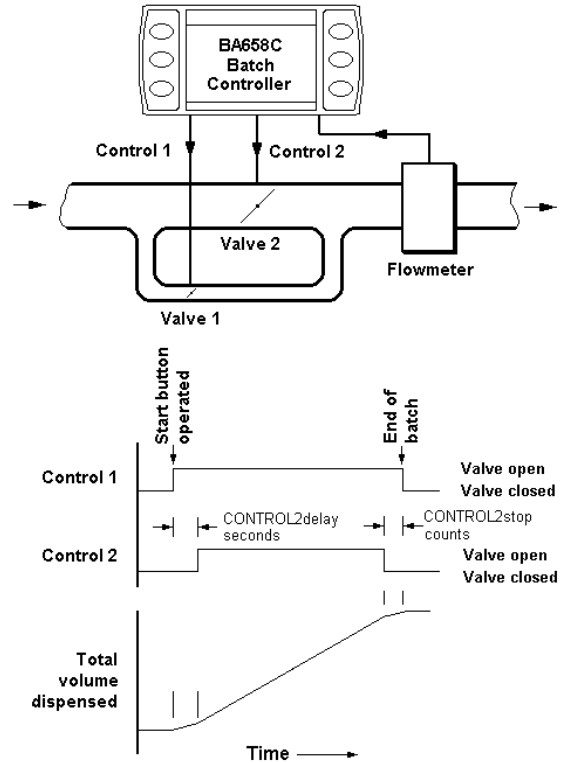 BA658C
Batch
Controller
Control 1
Control 2
Valve 2
Flowmeter
Valve 1
Start button
operated
End of
batch
Control 1
Valve open
Valve closed
CONTROL2delay
seconds
CONTROL2stop
counts
Control 2
Valve open
Valve closed
Total
volume
dispensed
Time